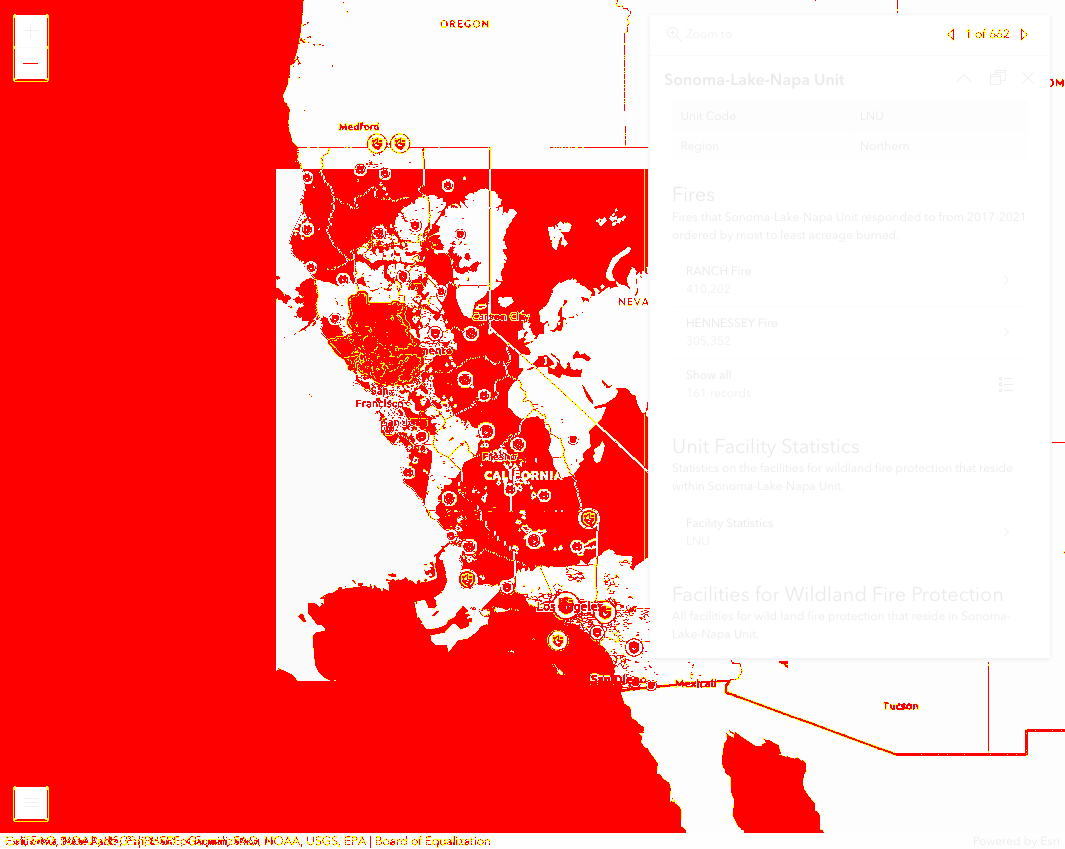 OREGON
Medford
Carson City
NEVA
Francisco
Fresno
CALIFORNIA
Los Angeles
San Diego
Mexicali
Tucson
Zoom to
1 of 662
Sonoma-Lake-Napa Unit
Unit Code LNU
Region Northern
Fires
Fires that Sonoma-Lake-Napa Unit responded to from 2017-2021
ordered by most to least acreage burned.
RANCH Fire
410,202
HENNESSEY Fire
305,352
Show all
161 records
Unit Facility Statistics
Statistics on the facilities for wildland fire protection that reside
within Sonoma-Lake-Napa Unit.
Facility Statistics
LNU
Facilities for Wildland Fire Protection
All facilities for wild land fire protection that reside in Sonoma-
Lake-Napa Unit.
NOAA, USGS, EPA | Board of Equalization
Powered by Esri